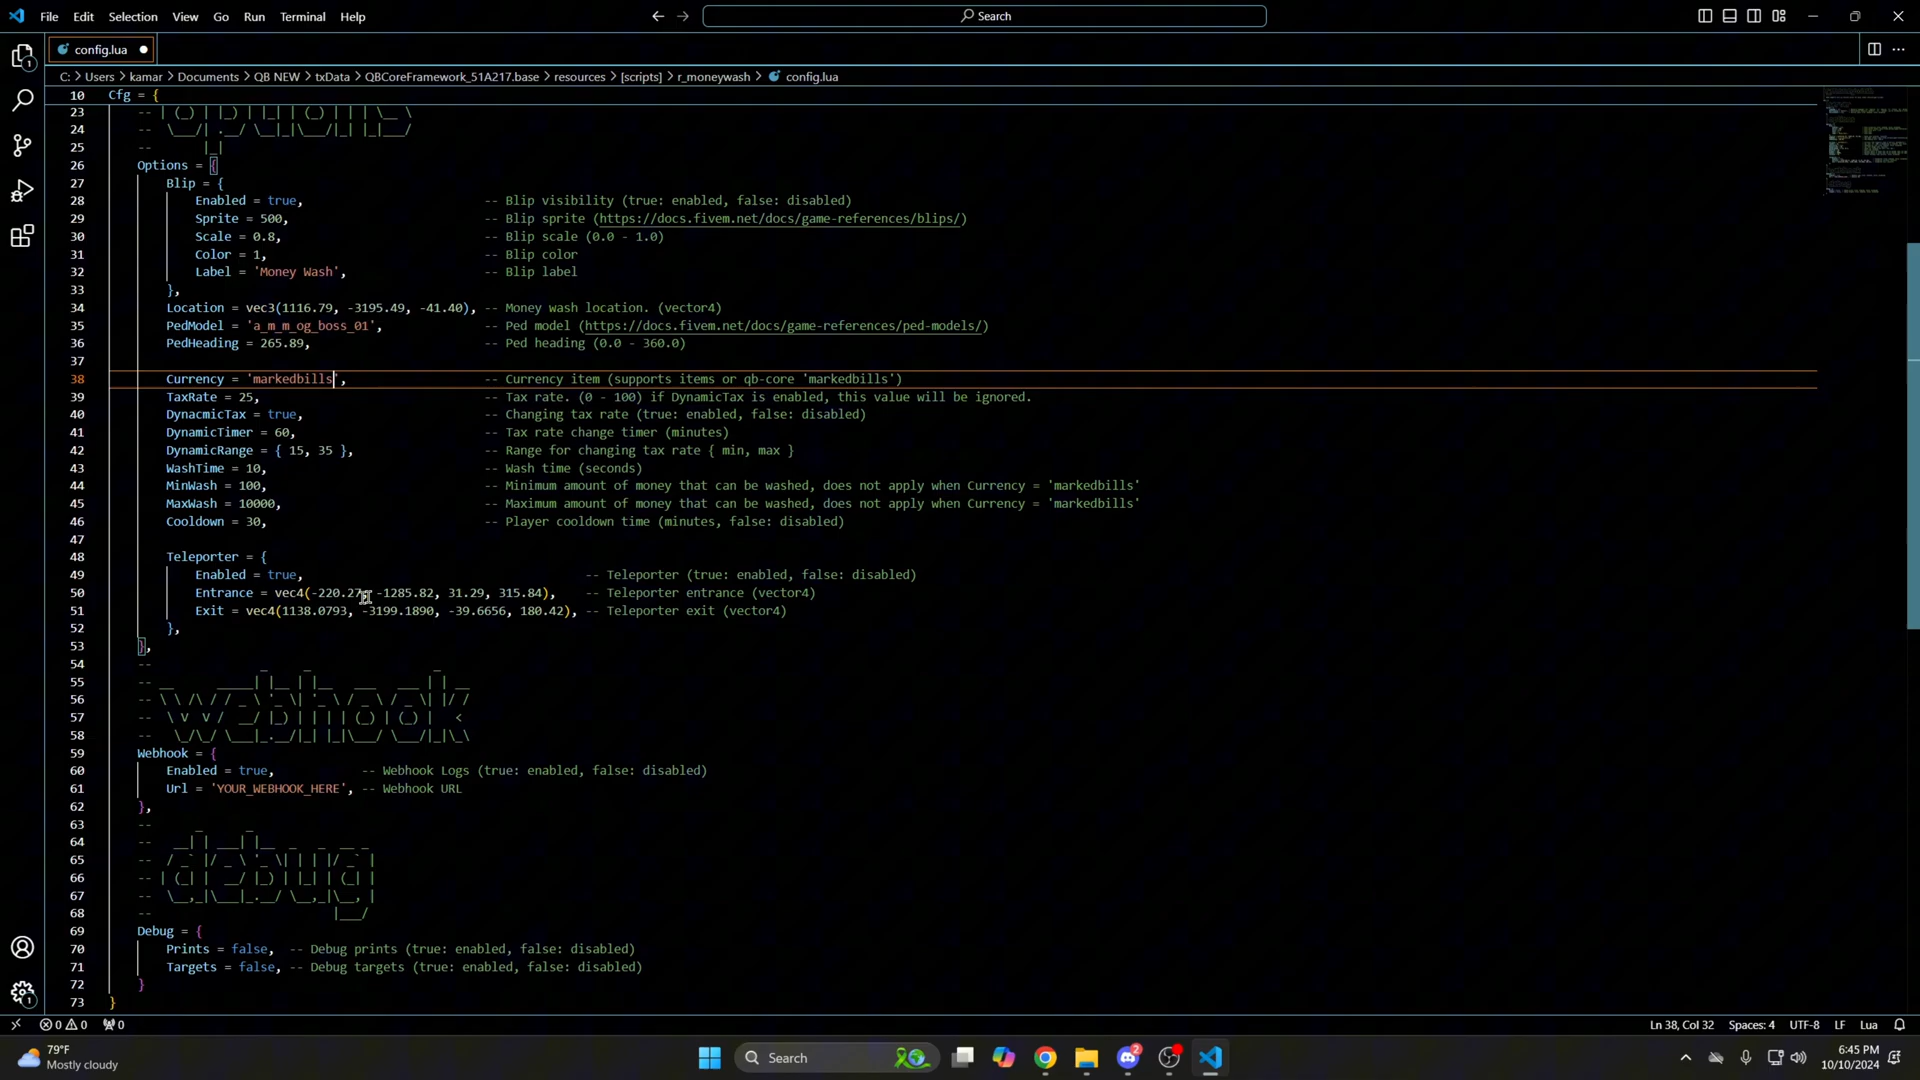 File Edit Selection View Go Run Terminal Help
Search
config.lua
C: > Users > kamar > Documents > QB NEW > txData > QBCoreFramework_51A217.base > resources > [scripts] > r_moneywash > config.lua
10 Cfg = {
23 -- | (_) | |_) | |_| (_) | | | \__ \
24 -- \___/| .__/ \__|_|\___/|_| |_|___/
25 -- |_|
26 Options = {
27 Blip = {
28 Enabled = true, -- Blip visibility (true: enabled, false: disabled)
29 Sprite = 500, -- Blip sprite (https://docs.fivem.net/docs/game-references/blips/)
30 Scale = 0.8, -- Blip scale (0.0 - 1.0)
31 Color = 1, -- Blip color
32 Label = 'Money Wash', -- Blip label
33 },
34 Location = vec3(1116.79, -3195.49, -41.40), -- Money wash location. (vector4)
35 PedModel = 'a_m_m_og_boss_01', -- Ped model (https://docs.fivem.net/docs/game-references/ped-models/)
36 PedHeading = 265.89, -- Ped heading (0.0 - 360.0)
37
38 Currency = 'markedbills', -- Currency item (supports items or qb-core 'markedbills')
39 TaxRate = 25, -- Tax rate. (0 - 100) if DynamicTax is enabled, this value will be ignored.
40 DynacmicTax = true, -- Changing tax rate (true: enabled, false: disabled)
41 DynamicTimer = 60, -- Tax rate change timer (minutes)
42 DynamicRange = { 15, 35 }, -- Range for changing tax rate { min, max }
43 WashTime = 10, -- Wash time (seconds)
44 MinWash = 100, -- Minimum amount of money that can be washed, does not apply when Currency = 'markedbills'
45 MaxWash = 10000, -- Maximum amount of money that can be washed, does not apply when Currency = 'markedbills'
46 Cooldown = 30, -- Player cooldown time (minutes, false: disabled)
47
48 Teleporter = {
49 Enabled = true, -- Teleporter (true: enabled, false: disabled)
50 Entrance = vec4(-220.27, -1285.82, 31.29, 315.84), -- Teleporter entrance (vector4)
51 Exit = vec4(1138.0793, -3199.1890, -39.6656, 180.42), -- Teleporter exit (vector4)
52 },
53 },
54 -- _ _ _
55 -- __ _____| |__ | |__ ___ ___ | | __
56 -- \ \ /\ / / _ \ '_ \| '_ \ / _ \ / _ \| |/ /
57 -- \ V V / __/ |_) | | | | (_) | (_) | <
58 -- \_/\_/ \___|_.__/|_| |_|\___/ \___/|_|\_\
59 Webhook = {
60 Enabled = true, -- Webhook Logs (true: enabled, false: disabled)
61 Url = 'YOUR_WEBHOOK_HERE', -- Webhook URL
62 },
63 -- _ _
64 -- __| | ___| |__ _ _ __ _
65 -- / _` |/ _ \ '_ \| | | |/ _` |
66 -- | (_| | __/ |_) | |_| | (_| |
67 -- \__,_|\___|_.__/ \__,_|\__, |
68 -- |___/
69 Debug = {
70 Prints = false, -- Debug prints (true: enabled, false: disabled)
71 Targets = false, -- Debug targets (true: enabled, false: disabled)
72 }
73 }
0 0 0 Ln 38, Col 32 Spaces: 4 UTF-8 LF Lua
79°F
Mostly cloudy
Search
2
6:45 PM
10/10/2024